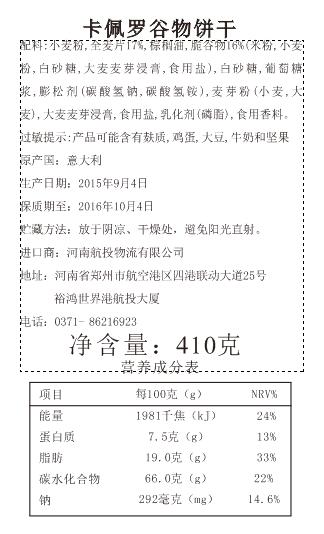 卡佩罗谷物饼干
配料:小麦粉,全麦片17%,棕榈油,脆谷物16%(米粉,小麦
粉,白砂糖,大麦麦芽浸膏,食用盐),白砂糖,葡萄糖
浆,膨松剂(碳酸氢钠,碳酸氢铵),麦芽粉(小麦,大
麦),大麦麦芽浸膏,食用盐,乳化剂(磷脂),食用香料。
过敏提示:产品可能含有麸质,鸡蛋,大豆,牛奶和坚果
原产国：意大利
生产日期：2015年9月4日
保质期至：2016年10月4日
贮藏方法：放于阴凉、干燥处，避免阳光直射。
进口商：河南航投物流有限公司
地址：河南省郑州市航空港区四港联动大道25号
裕鸿世界港航投大厦
电话：0371- 86216923
净含量：410克
营养成分表
项目 每100克（g） NRV%
能量 1981千焦（kJ） 24%
蛋白质 7.5克（g） 13%
脂肪 19.0克（g） 33%
碳水化合物 66.0克（g） 22%
钠 292毫克（mg） 14.6%